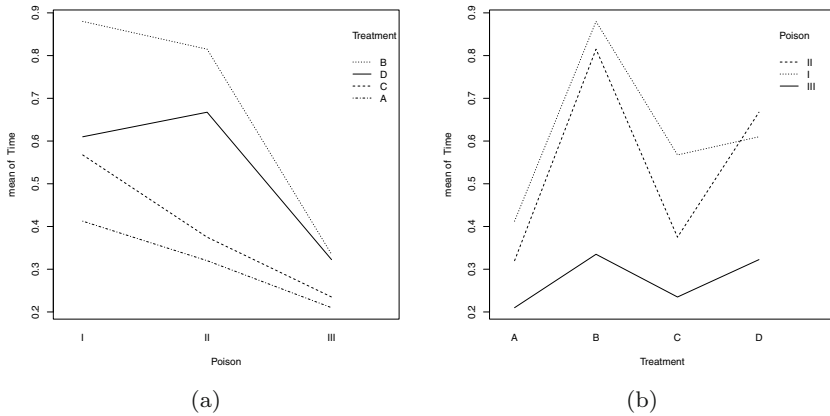 0.9
0.8
0.7
0.6
0.5
0.4
0.3
0.2
mean of Time
I
II
III
Poison
Treatment
B
D
C
A
(a)
0.9
0.8
0.7
0.6
0.5
0.4
0.3
0.2
mean of Time
A
B
C
D
Treatment
Poison
II
I
III
(b)